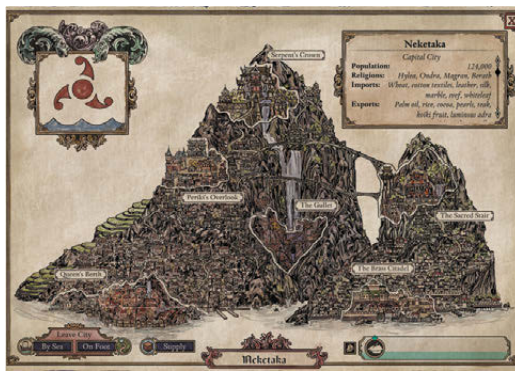 Serpent's Crown
Neketaka
Capital City
Population: 124,000
Religions: Hylea, Ondra, Magran, Berath
Imports: Wheat, cotton textiles, leather, silk,
marble, beef, whiteleaf
Exports: Palm oil, rice, cocoa, pearls, teak,
koiki fruit, luminous adra
Periki's Overlook
The Gullet
The Sacred Stair
Queen's Berth
The Brass Citadel
Leave City
By Sea
On Foot
Supply
Neketaka